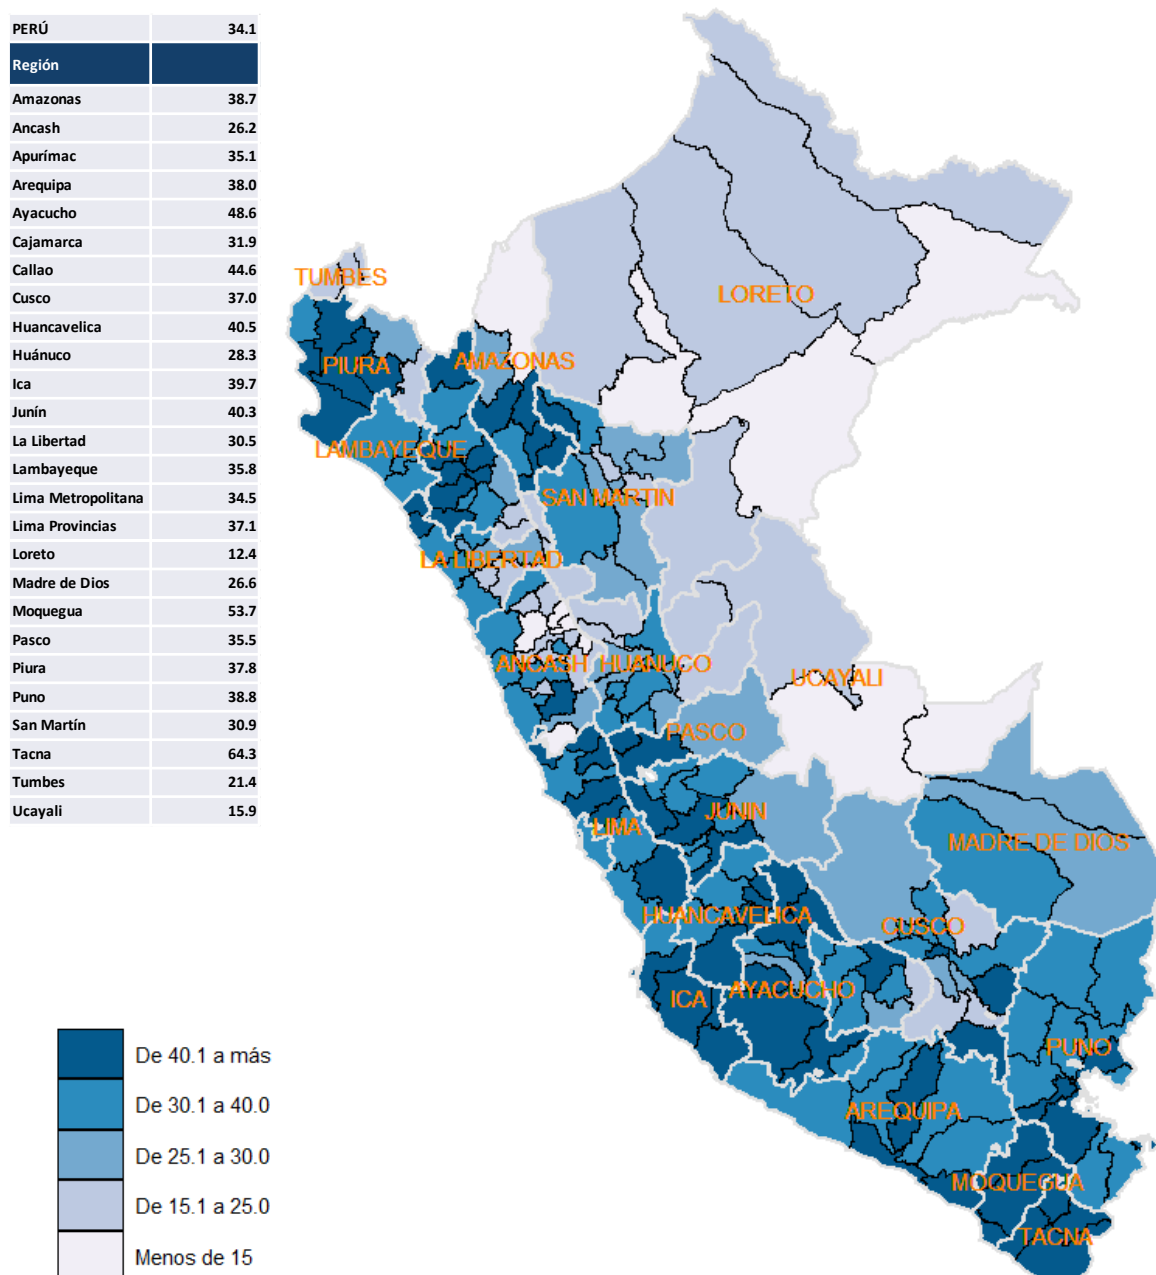 PERÚ 34.1
Región
Amazonas 38.7
Ancash 26.2
Apurímac 35.1
Arequipa 38.0
Ayacucho 48.6
Cajamarca 31.9
Callao 44.6
Cusco 37.0
Huancavelica 40.5
Huánuco 28.3
Ica 39.7
Junín 40.3
La Libertad 30.5
Lambayeque 35.8
Lima Metropolitana 34.5
Lima Provincias 37.1
Loreto 12.4
Madre de Dios 26.6
Moquegua 53.7
Pasco 35.5
Piura 37.8
Puno 38.8
San Martín 30.9
Tacna 64.3
Tumbes 21.4
Ucayali 15.9
TUMBES
LORETO
PIURA
AMAZONAS
LAMBAYEQUE
SAN MARTIN
LA LIBERTAD
ANCASH
HUANUCO
UCAYALI
PASCO
JUNIN
LIMA
MADRE DE DIOS
HUANCAVELICA
CUSCO
ICA
AYACUCHO
PUNO
AREQUIPA
MOQUEGUA
TACNA
De 40.1 a más
De 30.1 a 40.0
De 25.1 a 30.0
De 15.1 a 25.0
Menos de 15